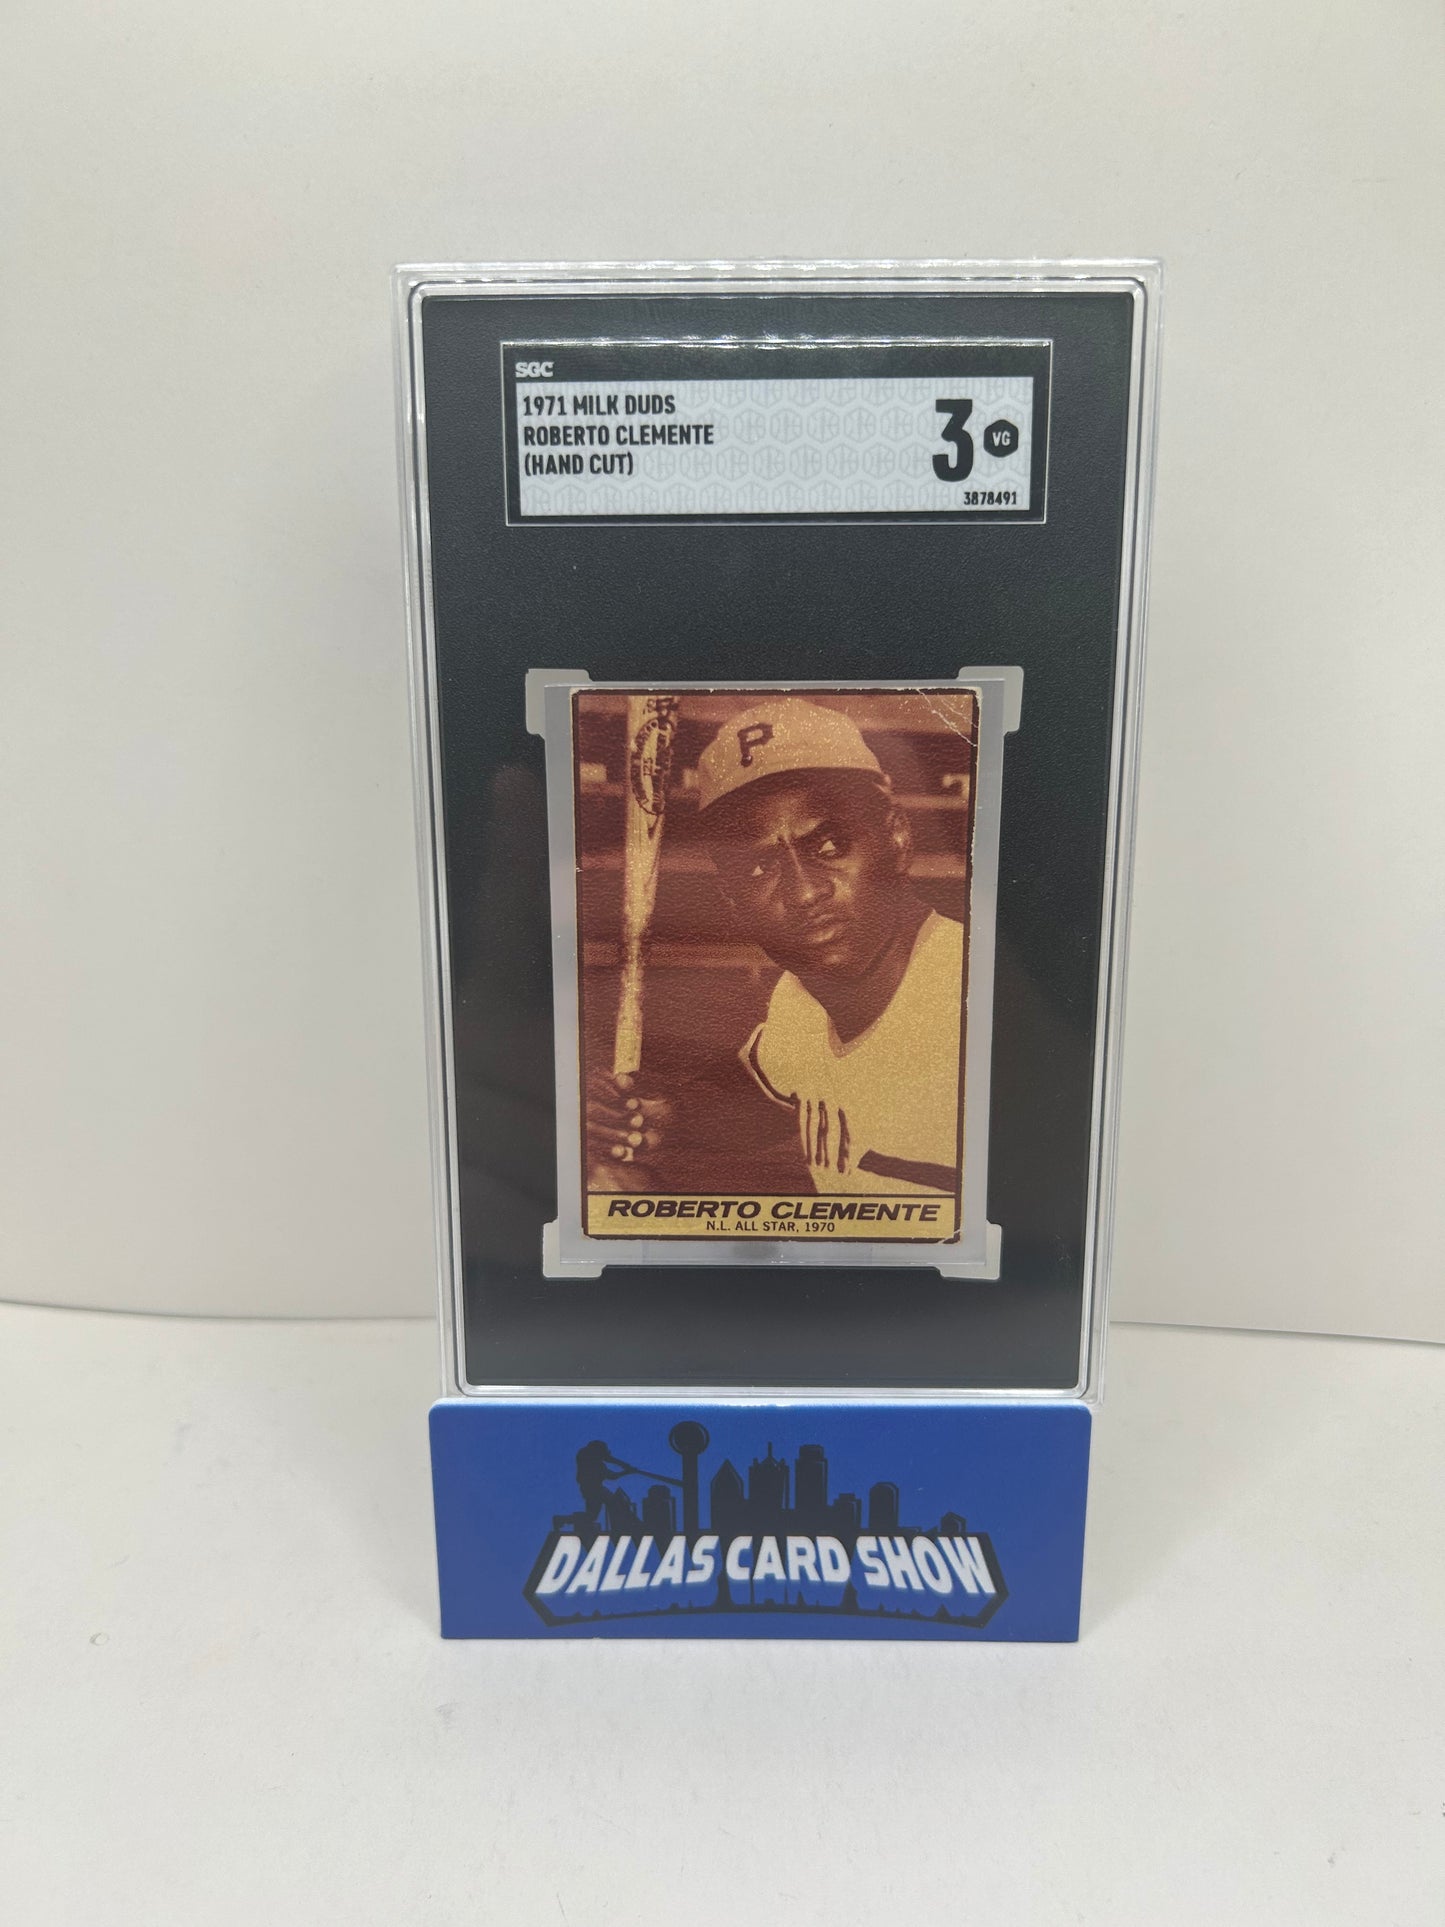 SGC
1971 MILK DUDS
ROBERTO CLEMENTE
(HAND CUT)
3 VG
3878491
P
125
ROBERTO CLEMENTE
N.L. ALL STAR, 1970
DALLAS CARD SHOW